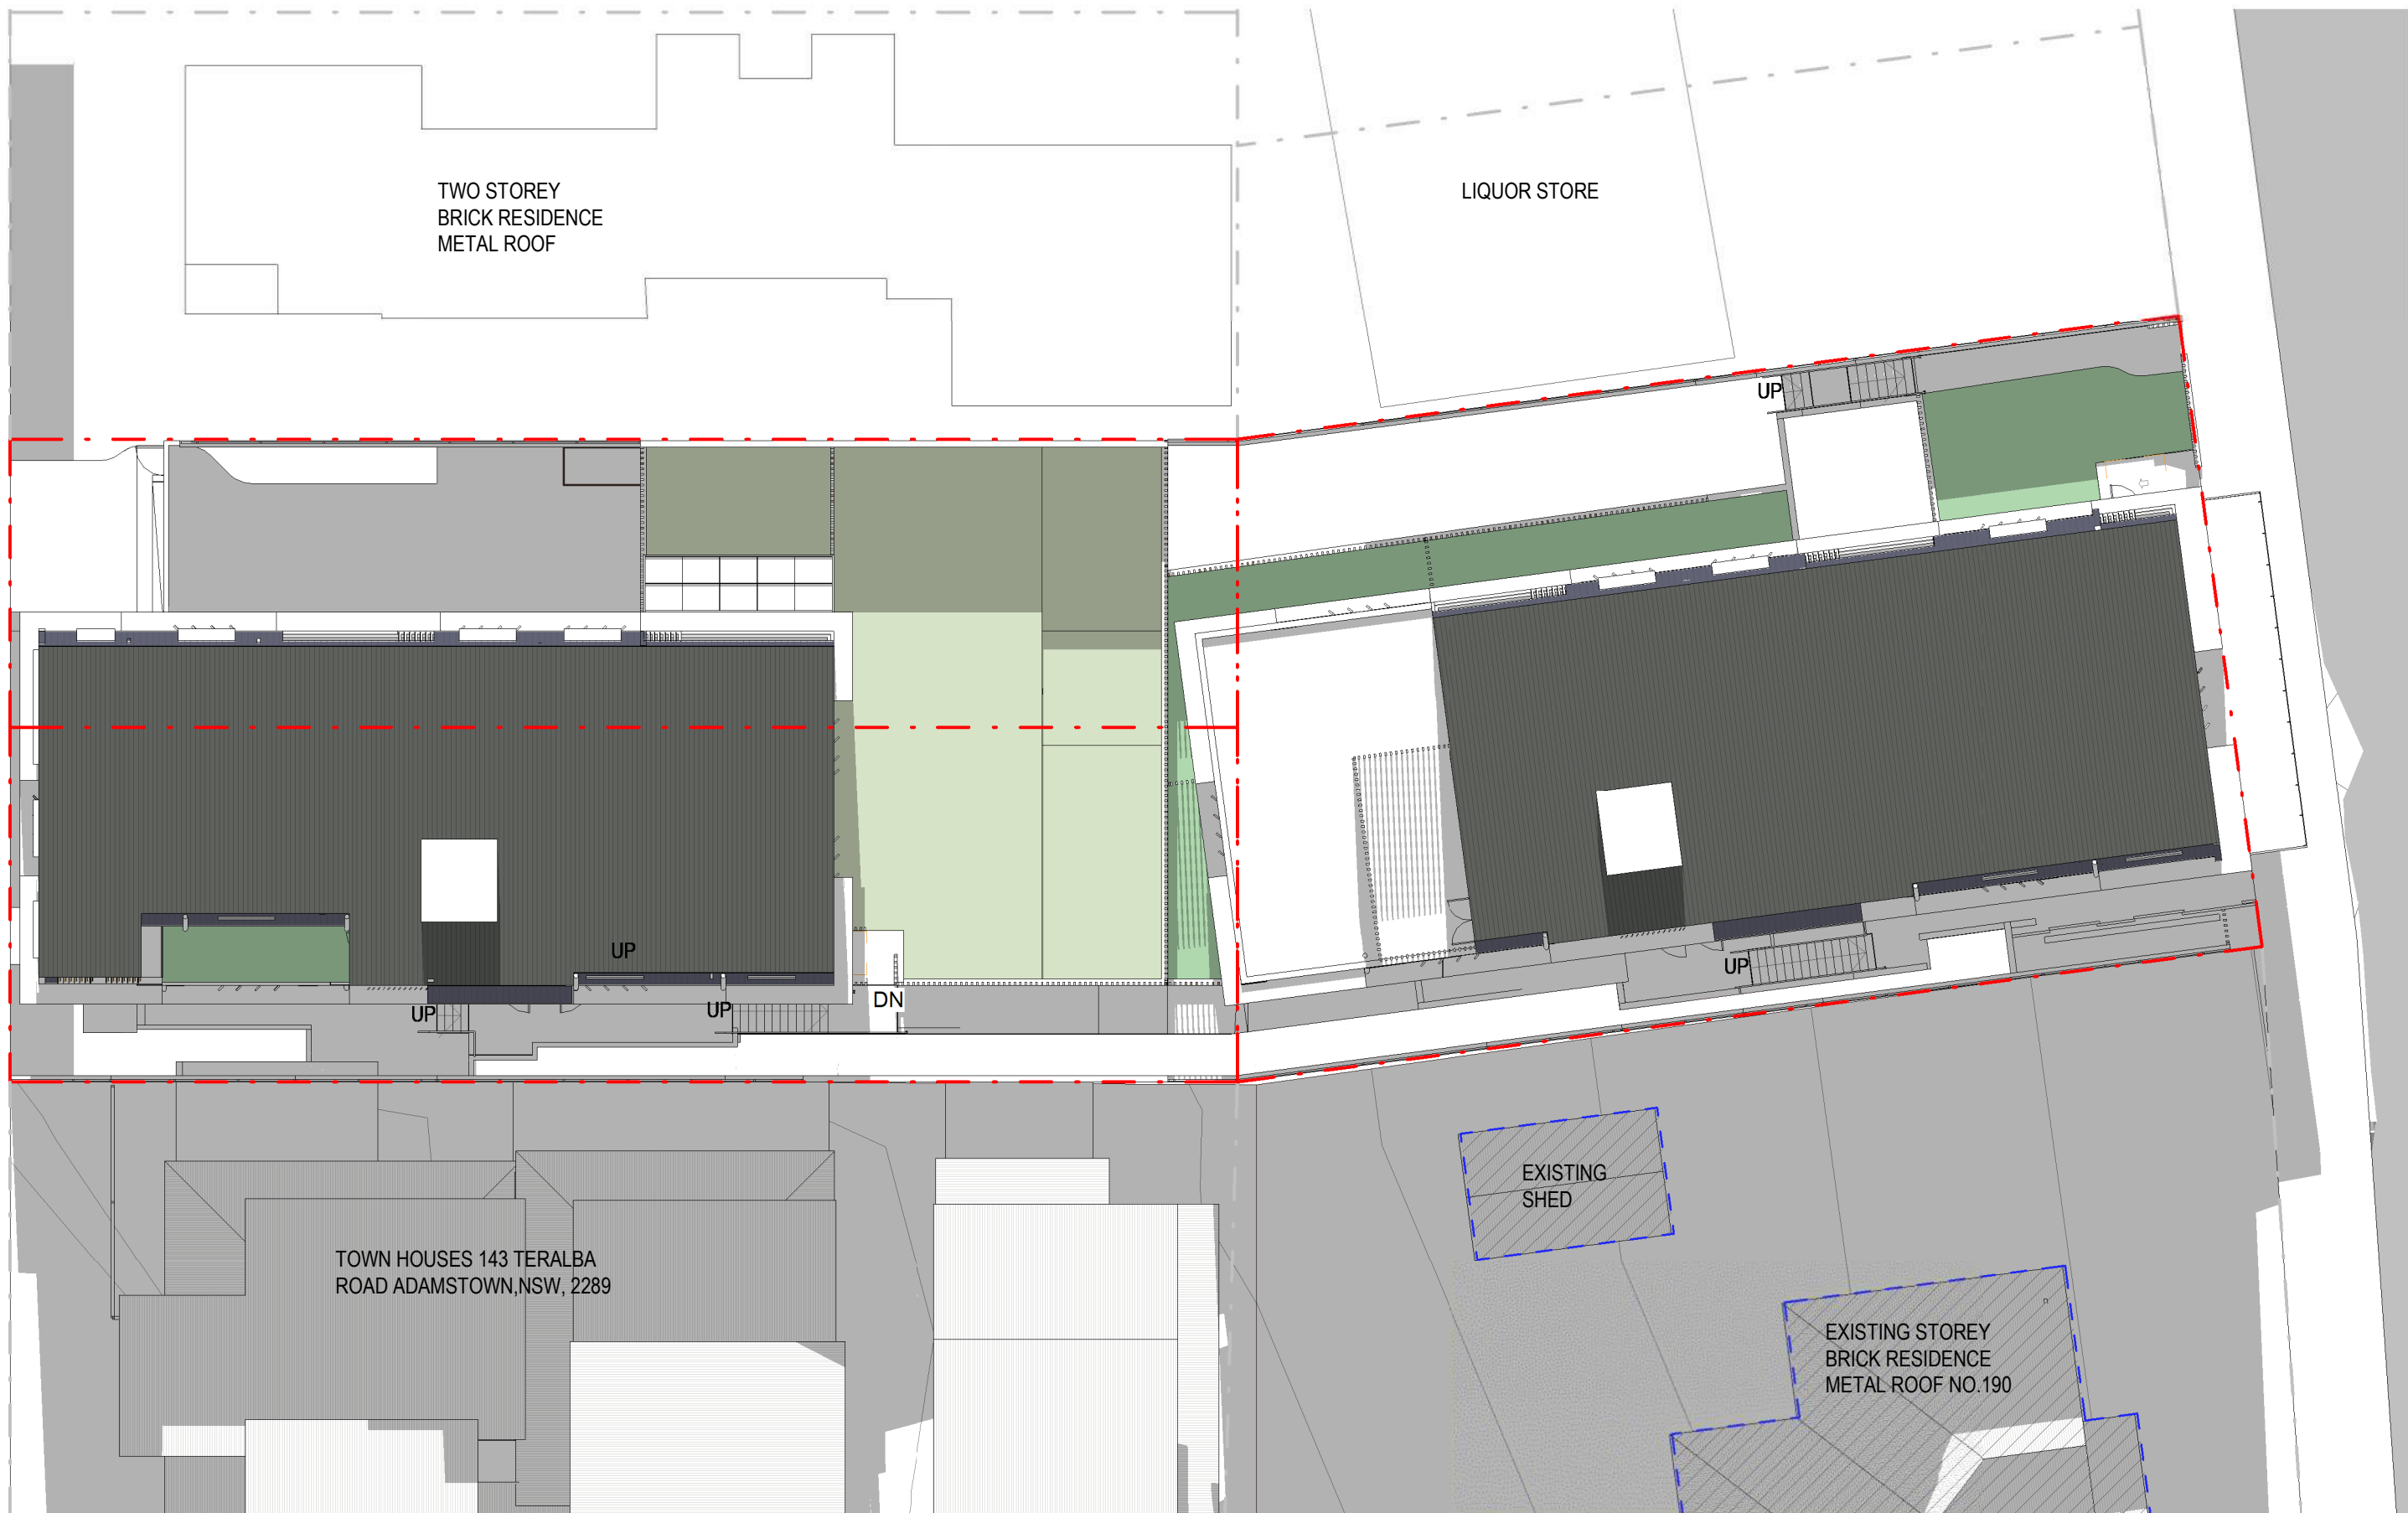 TWO STOREY
BRICK RESIDENCE
METAL ROOF
LIQUOR STORE
UP
UP
UP
UP
DN
UP
EXISTING
SHED
TOWN HOUSES 143 TERALBA
ROAD ADAMSTOWN,NSW, 2289
EXISTING STOREY
BRICK RESIDENCE
METAL ROOF NO.190